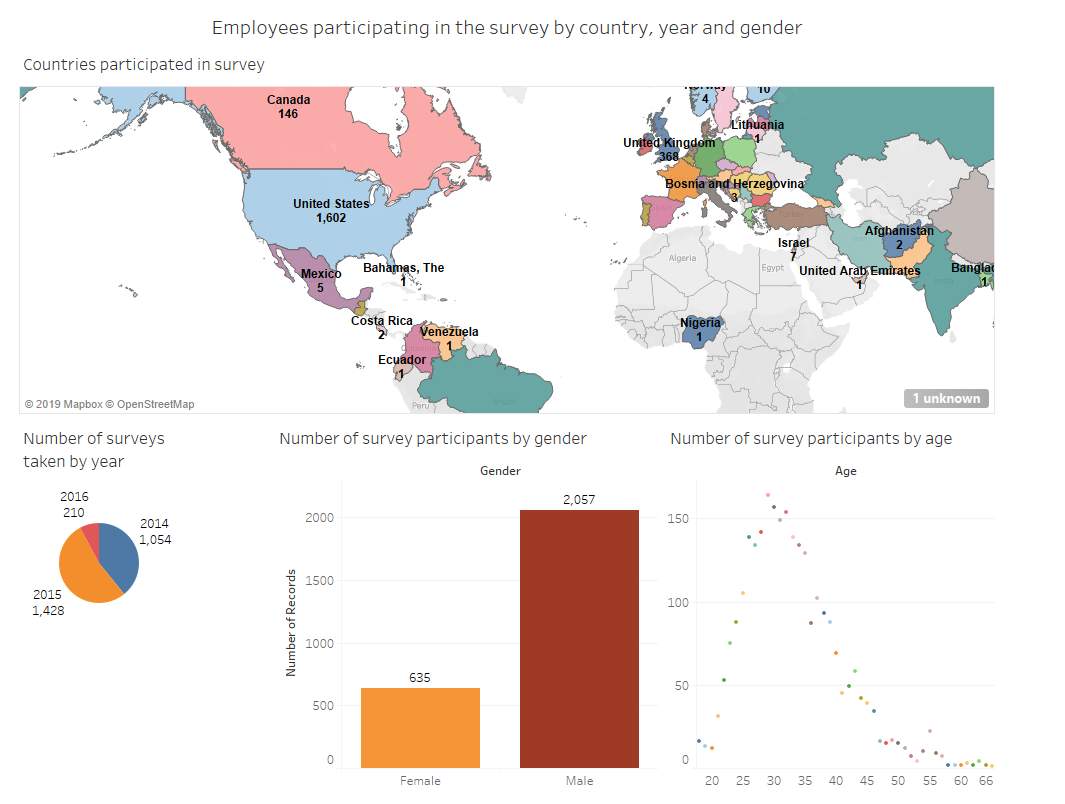 Employees participating in the survey by country, year and gender
Countries participated in survey
Canada
146
Norway
4
10
Lithuania
1
United Kingdom
368
Bosnia and Herzegovina
3
United States
1,602
Turkey
Afghanistan
2
Israel
7
Algeria
Egypt
United Arab Emirates
1
Banglad
1
India
Mexico
5
Bahamas, The
1
Costa Rica
2
Venezuela
1
Nigeria
1
Ecuador
1
Peru
Brazil
© 2019 Mapbox © OpenStreetMap
1 unknown
Number of surveys
taken by year
2016
210
2014
1,054
2015
1,428
Number of survey participants by gender
Gender
Number of Records
2000
1500
1000
500
0
635
2,057
Female
Male
Number of survey participants by age
Age
150
100
50
0
20 25 30 35 40 45 50 55 60 66